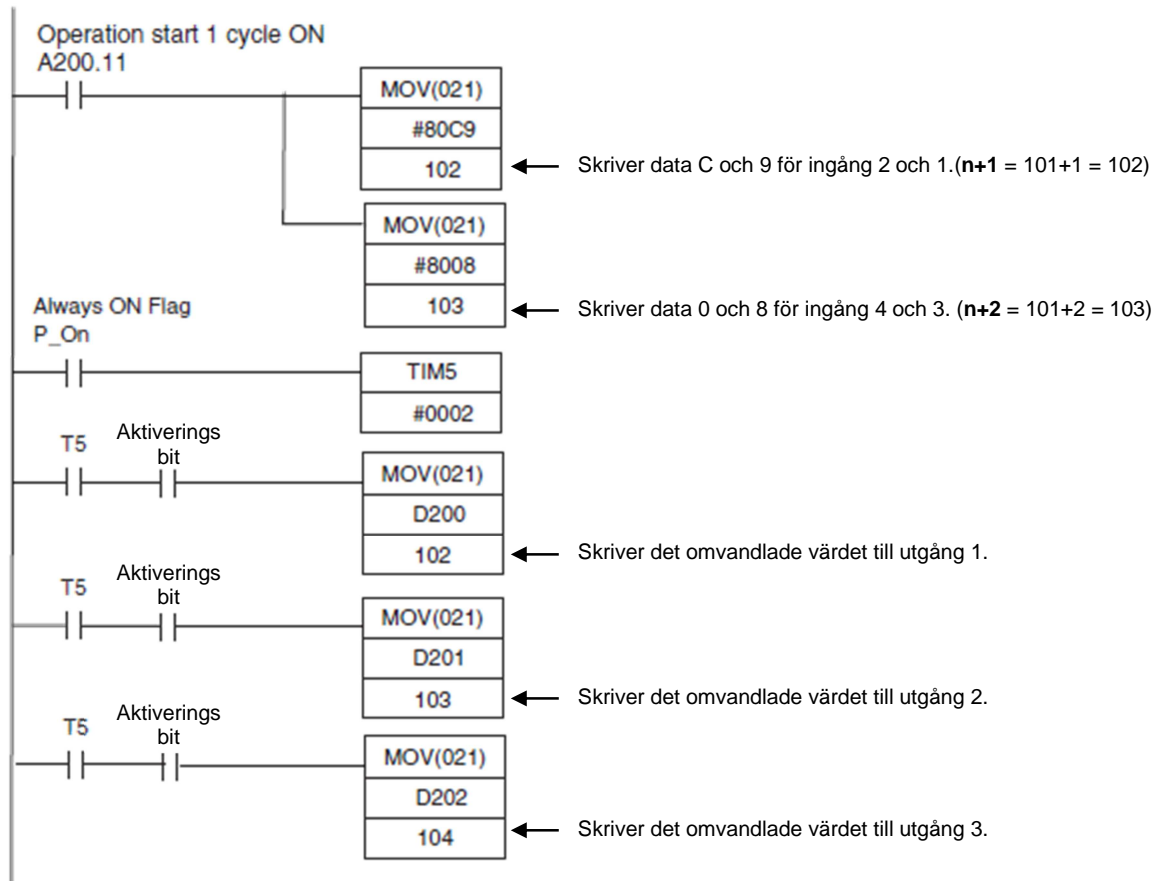 Operation start 1 cycle ON
A200.11
MOV(021)
#80C9
102
Skriver data C och 9 för ingång 2 och 1.(n+1 = 101+1 = 102)
MOV(021)
#8008
103
Skriver data 0 och 8 för ingång 4 och 3. (n+2 = 101+2 = 103)
Always ON Flag
P_On
TIM5
#0002
T5
Aktiverings
bit
MOV(021)
D200
102
Skriver det omvandlade värdet till utgång 1.
T5
Aktiverings
bit
MOV(021)
D201
103
Skriver det omvandlade värdet till utgång 2.
T5
Aktiverings
bit
MOV(021)
D202
104
Skriver det omvandlade värdet till utgång 3.